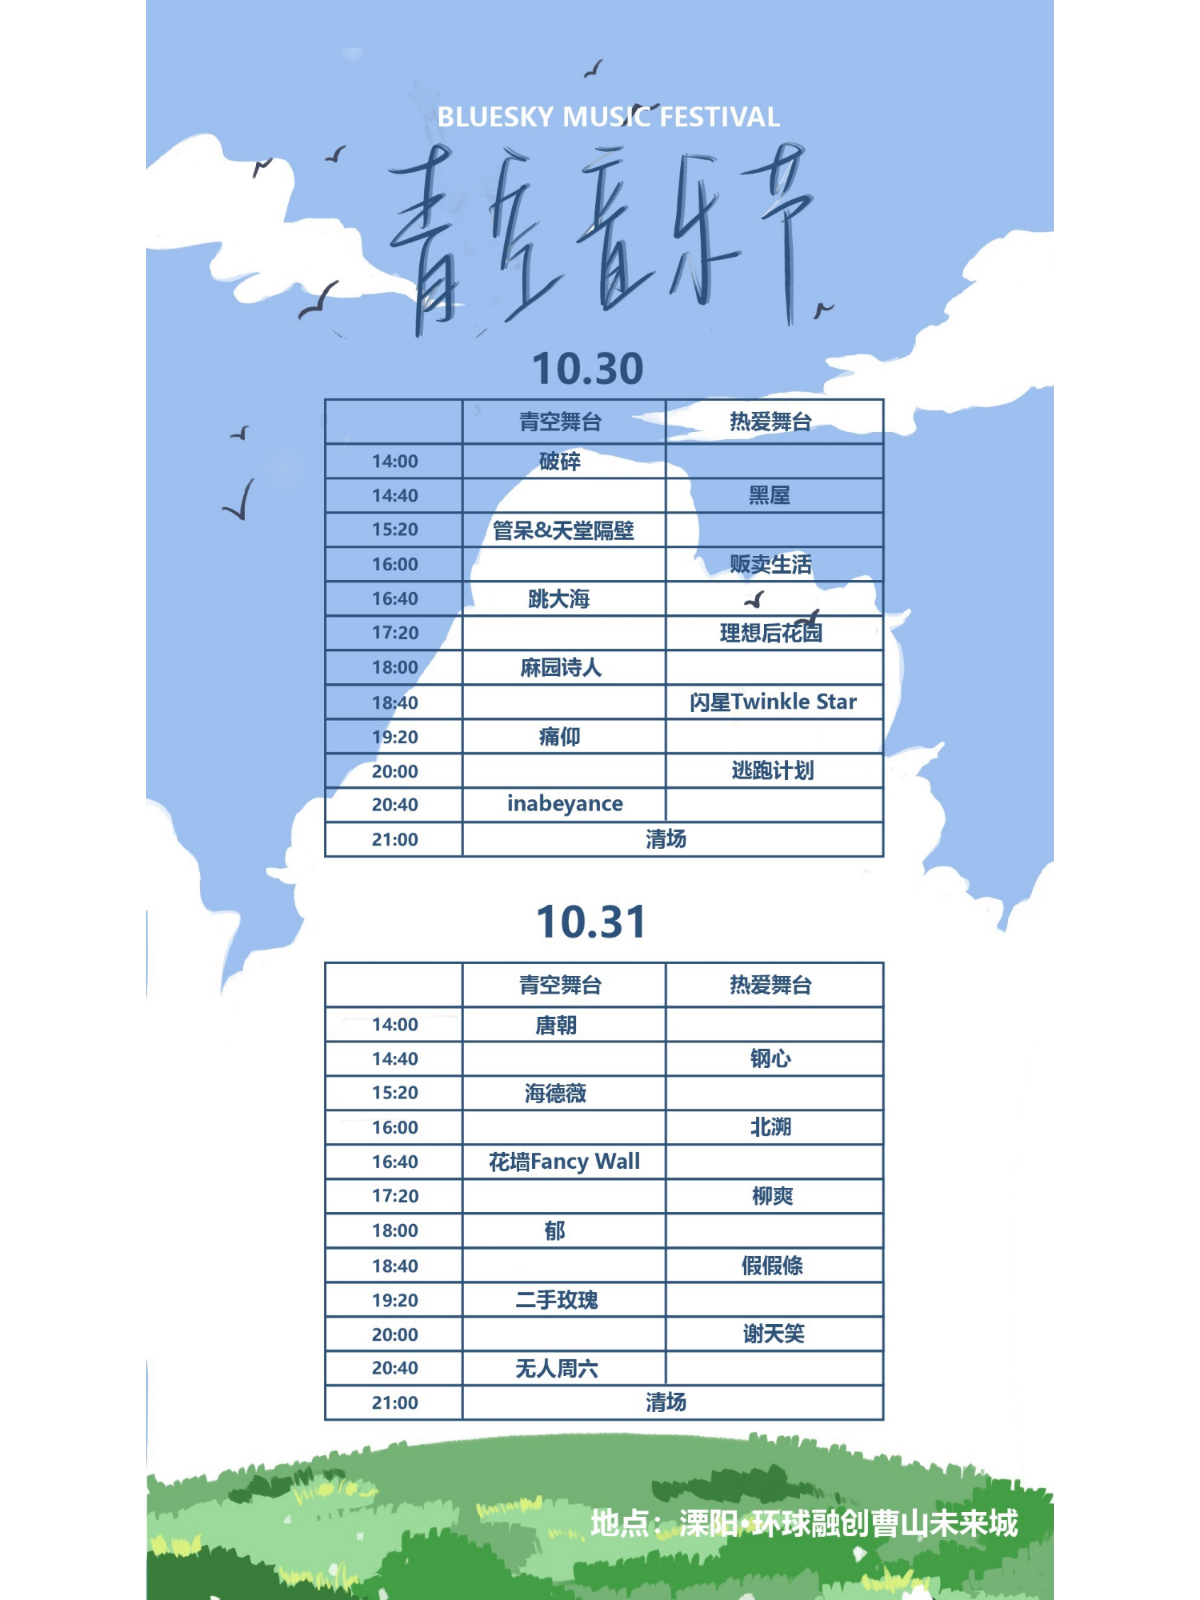 BLUESKY MUSIC FESTIVAL
青空音乐节
10.30
青空舞台 热爱舞台
14:00 破碎
14:40 黑屋
15:20 管呆&天堂隔壁
16:00 贩卖生活
16:40 跳大海
17:20 理想后花园
18:00 麻园诗人
18:40 闪星Twinkle Star
19:20 痛仰
20:00 逃跑计划
20:40 inabeyance
21:00 清场
10.31
青空舞台 热爱舞台
14:00 唐朝
14:40 钢心
15:20 海德薇
16:00 北溯
16:40 花墙Fancy Wall
17:20 柳爽
18:00 郁
18:40 假假條
19:20 二手玫瑰
20:00 谢天笑
20:40 无人周六
21:00 清场
地点：溧阳•环球融创曹山未来城